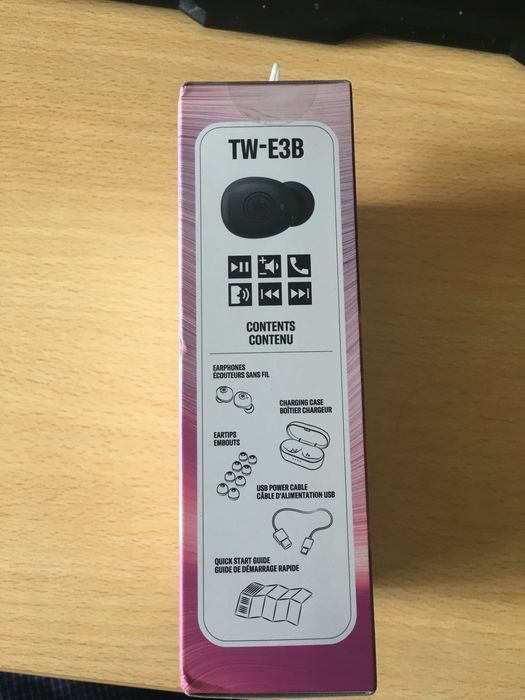 TW-E3B
CONTENTS
CONTENU
EARPHONES
ÉCOUTEURS SANS FIL
CHARGING CASE
BOÎTIER CHARGEUR
EARTIPS
EMBOUTS
USB POWER CABLE
CÂBLE D'ALIMENTATION USB
QUICK START GUIDE
GUIDE DE DÉMARRAGE RAPIDE